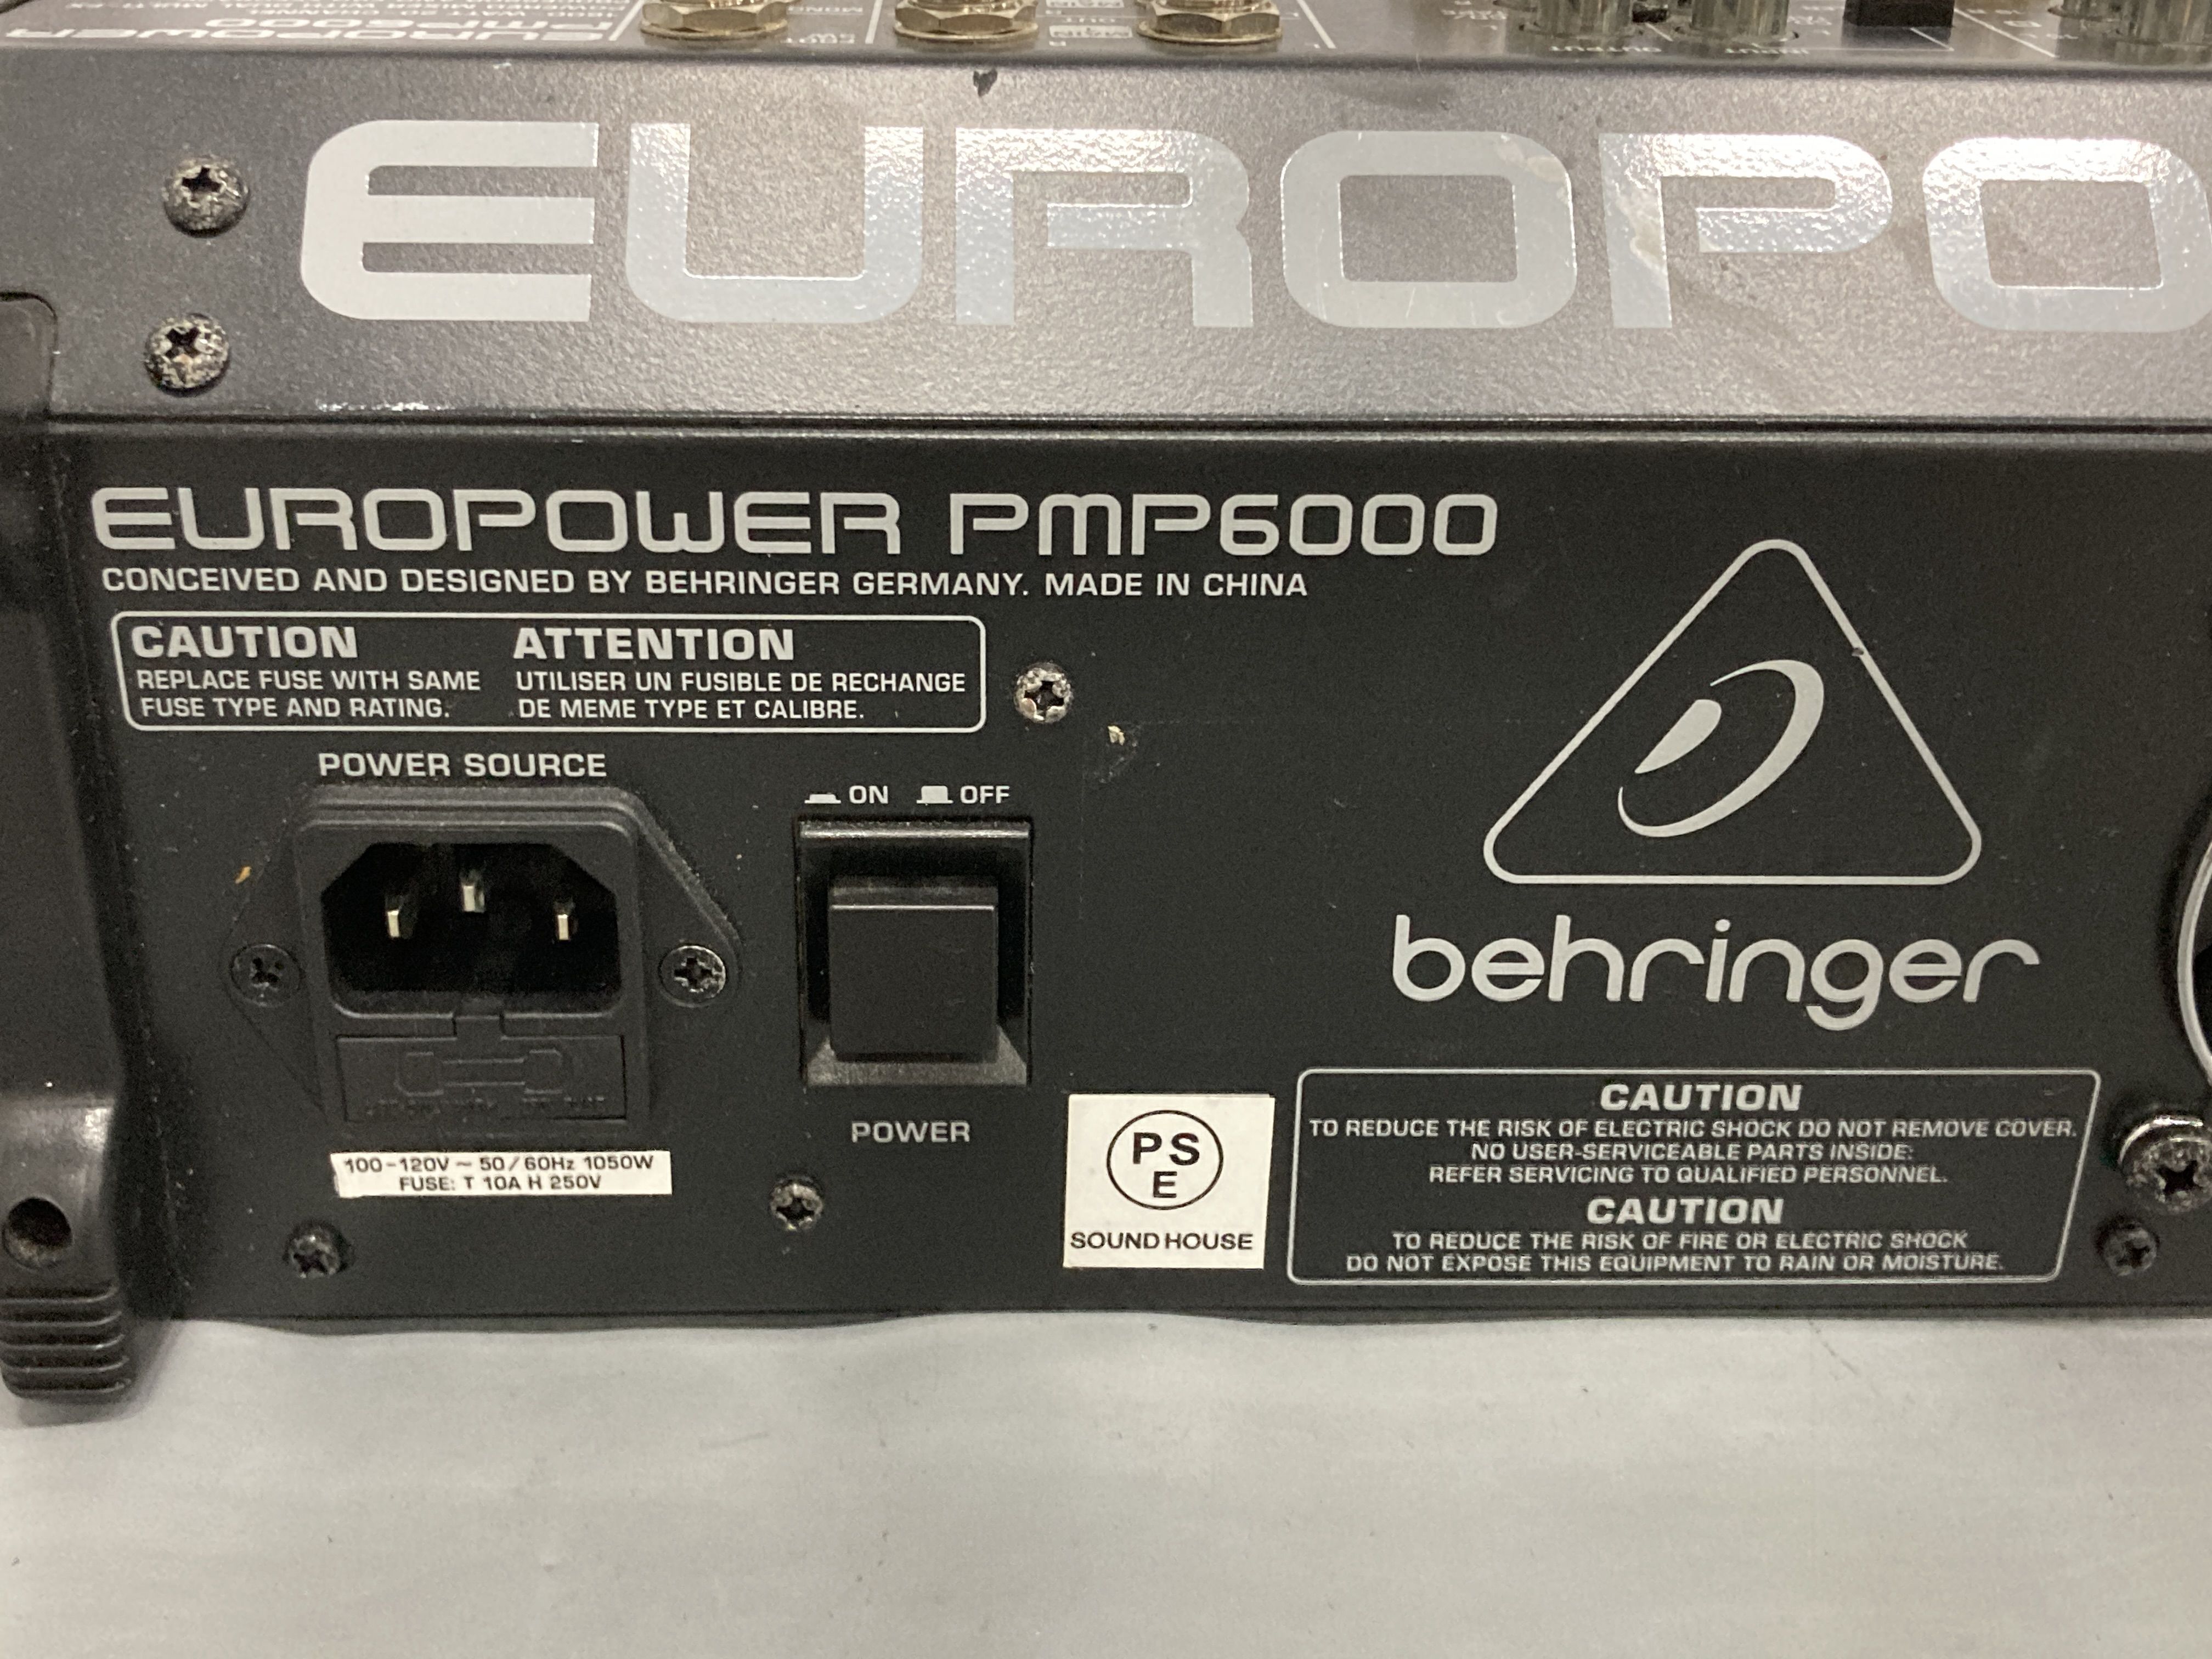 EUROPOWER
PMP6000
EUROPO
EUROPOWER PMP6000
CONCEIVED AND DESIGNED BY BEHRINGER GERMANY. MADE IN CHINA
CAUTION
REPLACE FUSE WITH SAME
FUSE TYPE AND RATING.
ATTENTION
UTILISER UN FUSIBLE DE RECHANGE
DE MEME TYPE ET CALIBRE.
POWER SOURCE
ON OFF
POWER
100-120V ~ 50/60Hz 1050W
FUSE: T 10A H 250V
behringer
PS
E
SOUND HOUSE
CAUTION
TO REDUCE THE RISK OF ELECTRIC SHOCK DO NOT REMOVE COVER.
NO USER-SERVICEABLE PARTS INSIDE:
REFER SERVICING TO QUALIFIED PERSONNEL.
CAUTION
TO REDUCE THE RISK OF FIRE OR ELECTRIC SHOCK
DO NOT EXPOSE THIS EQUIPMENT TO RAIN OR MOISTURE.